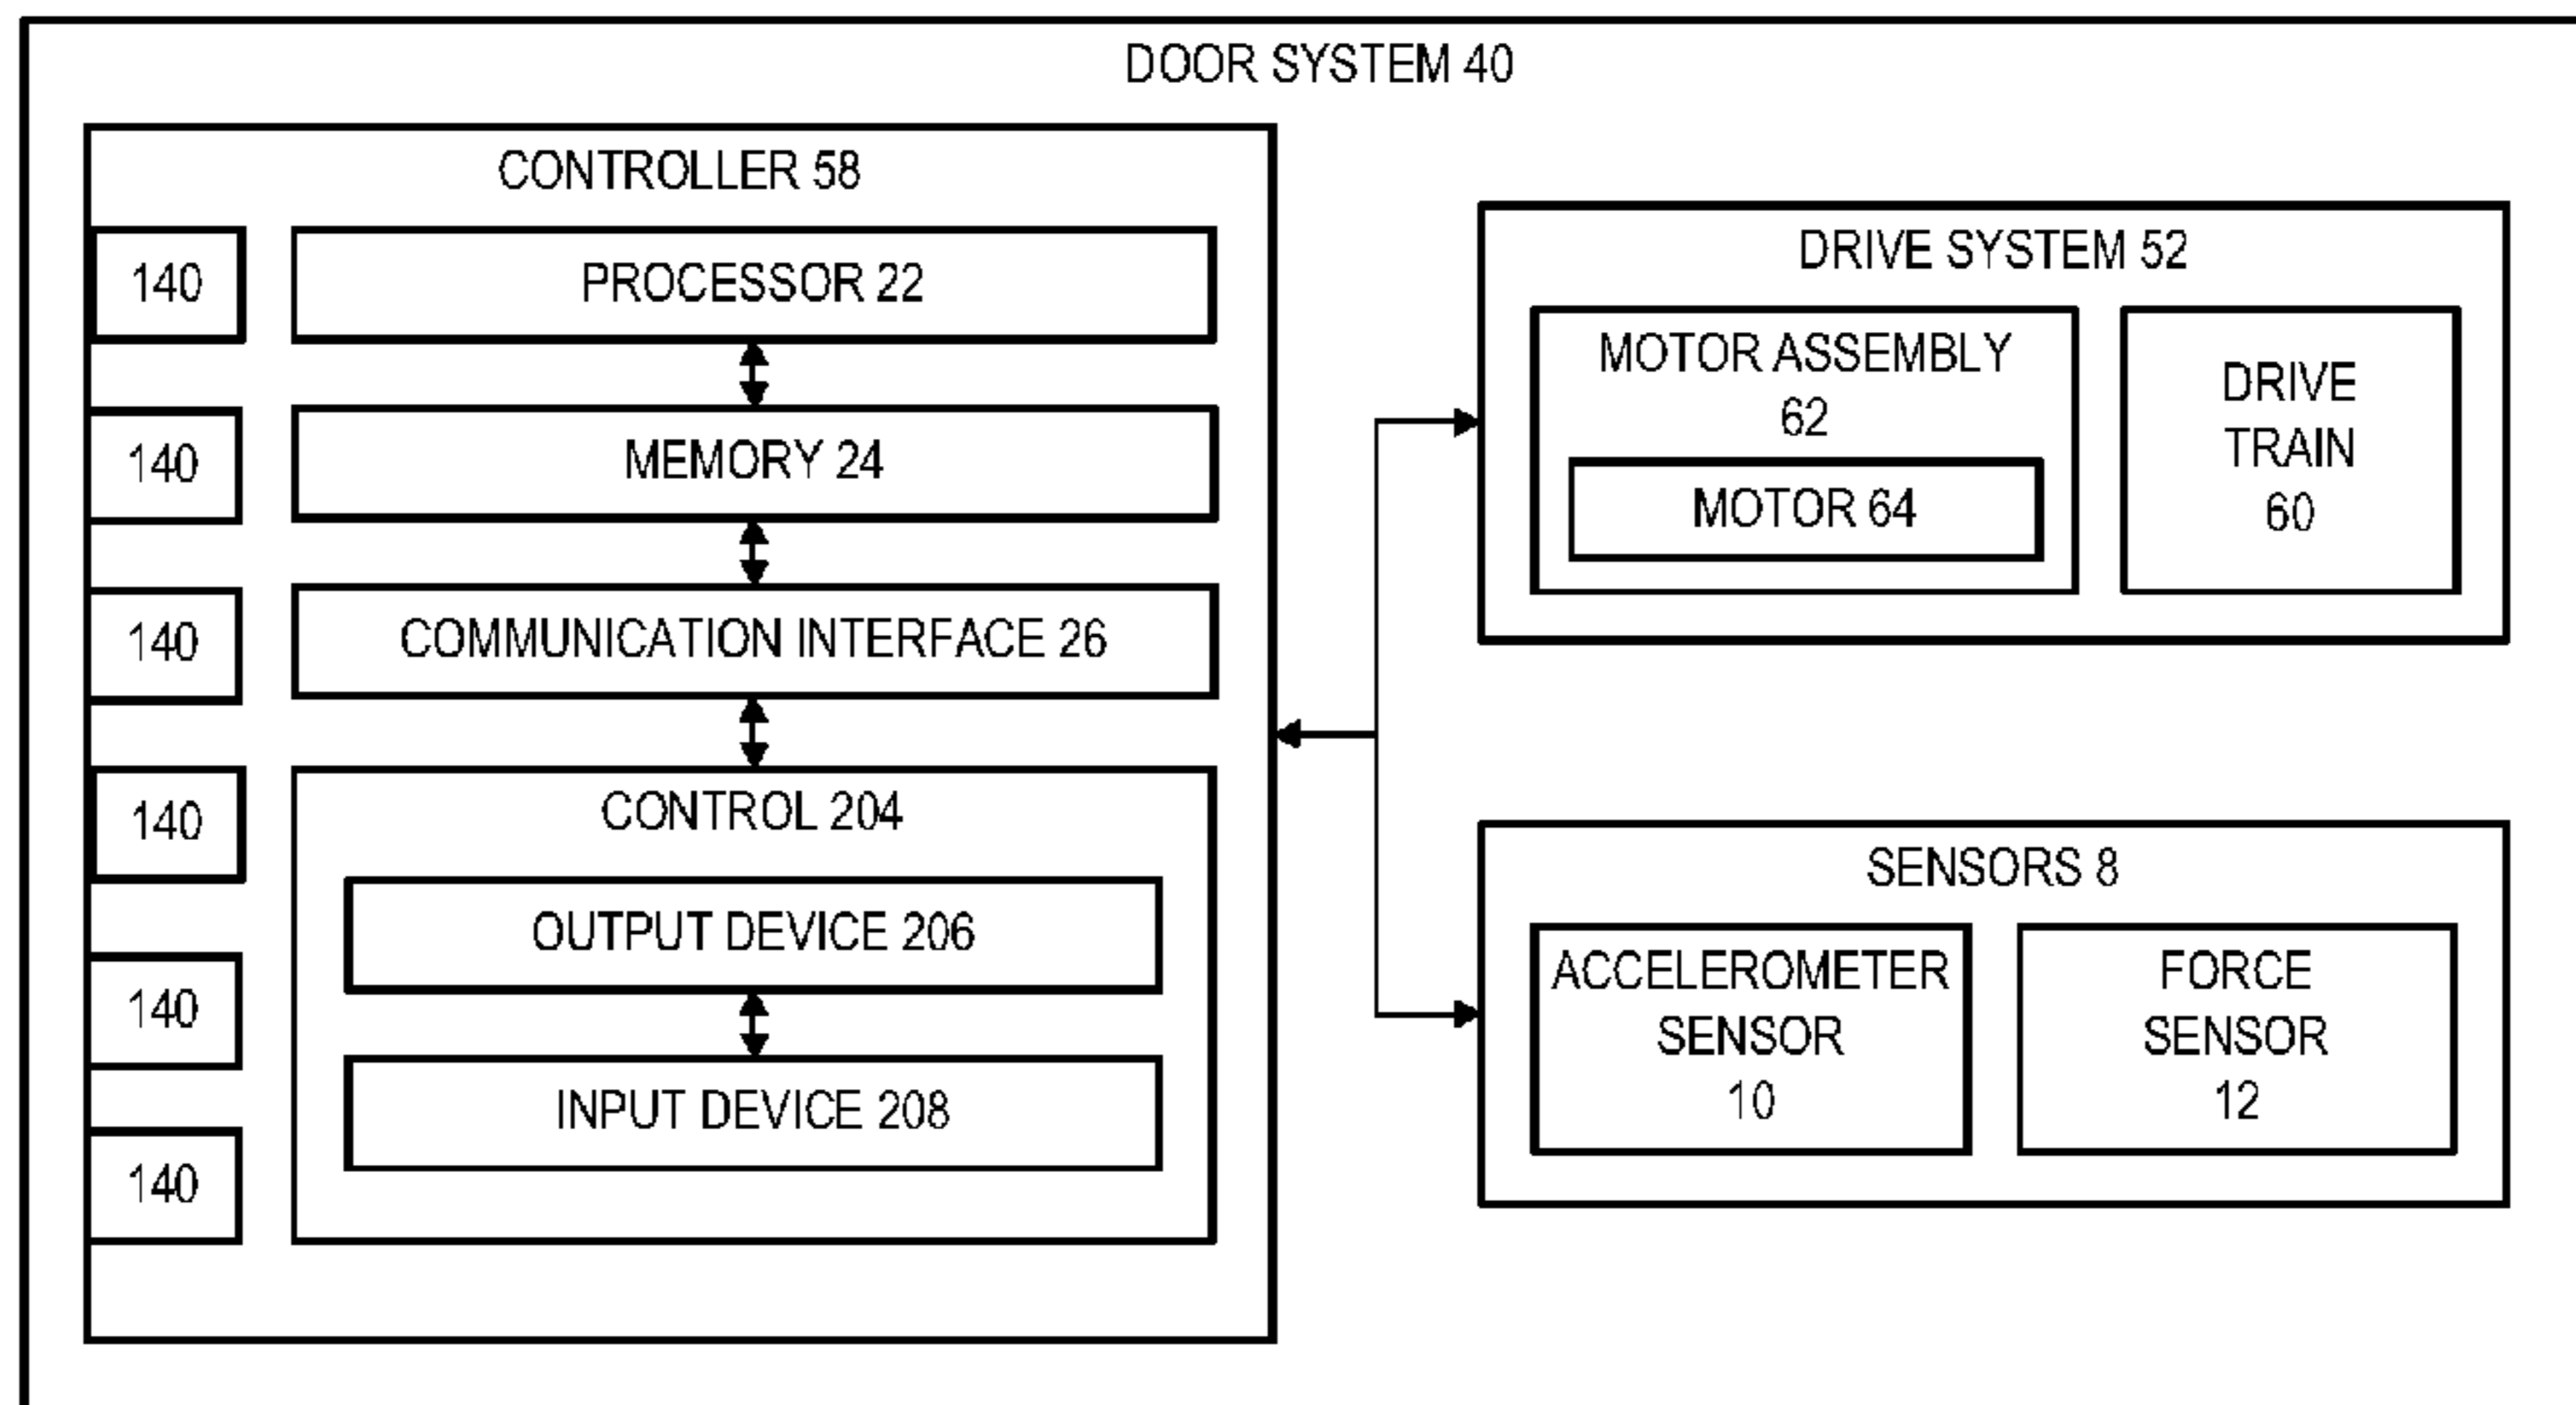 DOOR SYSTEM 40
CONTROLLER 58
140
PROCESSOR 22
140
MEMORY 24
140
COMMUNICATION INTERFACE 26
140
CONTROL 204
140
OUTPUT DEVICE 206
140
INPUT DEVICE 208
DRIVE SYSTEM 52
MOTOR ASSEMBLY
62
MOTOR 64
DRIVE
TRAIN
60
SENSORS 8
ACCELEROMETER
SENSOR
10
FORCE
SENSOR
12